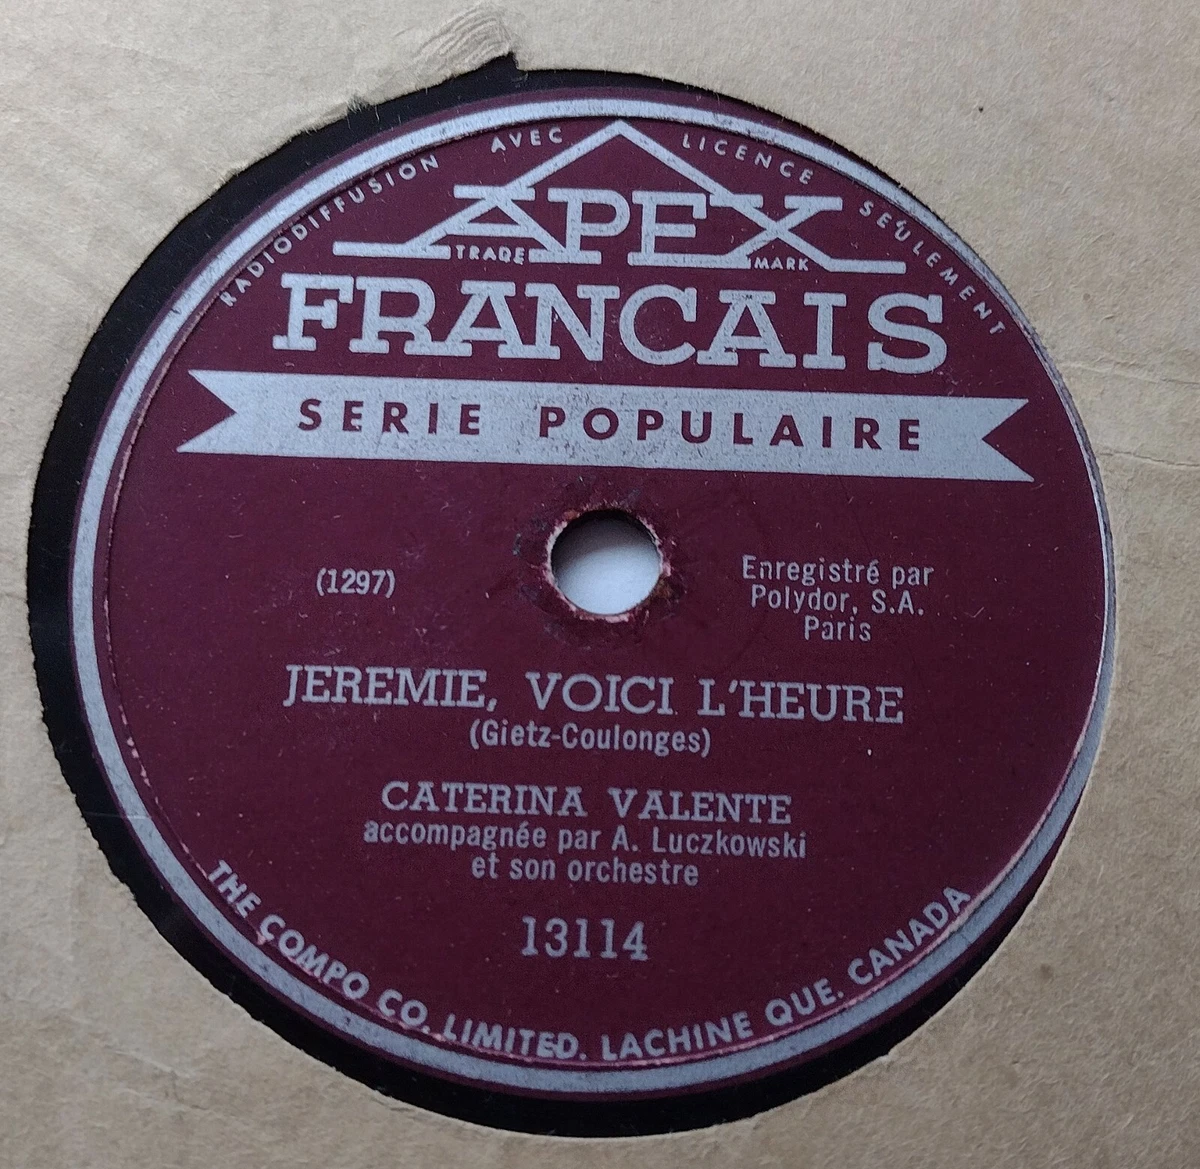 RADIODIFFUSION AVEC LICENCE SEULEMENT
APEX
TRADE MARK
FRANCAIS
SERIE POPULAIRE
(1297)
Enregistré par
Polydor, S.A.
Paris
JEREMIE, VOICI L'HEURE
(Gietz-Coulonges)
CATERINA VALENTE
accompagnée par A. Luczkowski
et son orchestre
13114
THE COMPO CO. LIMITED. LACHINE QUE. CANADA